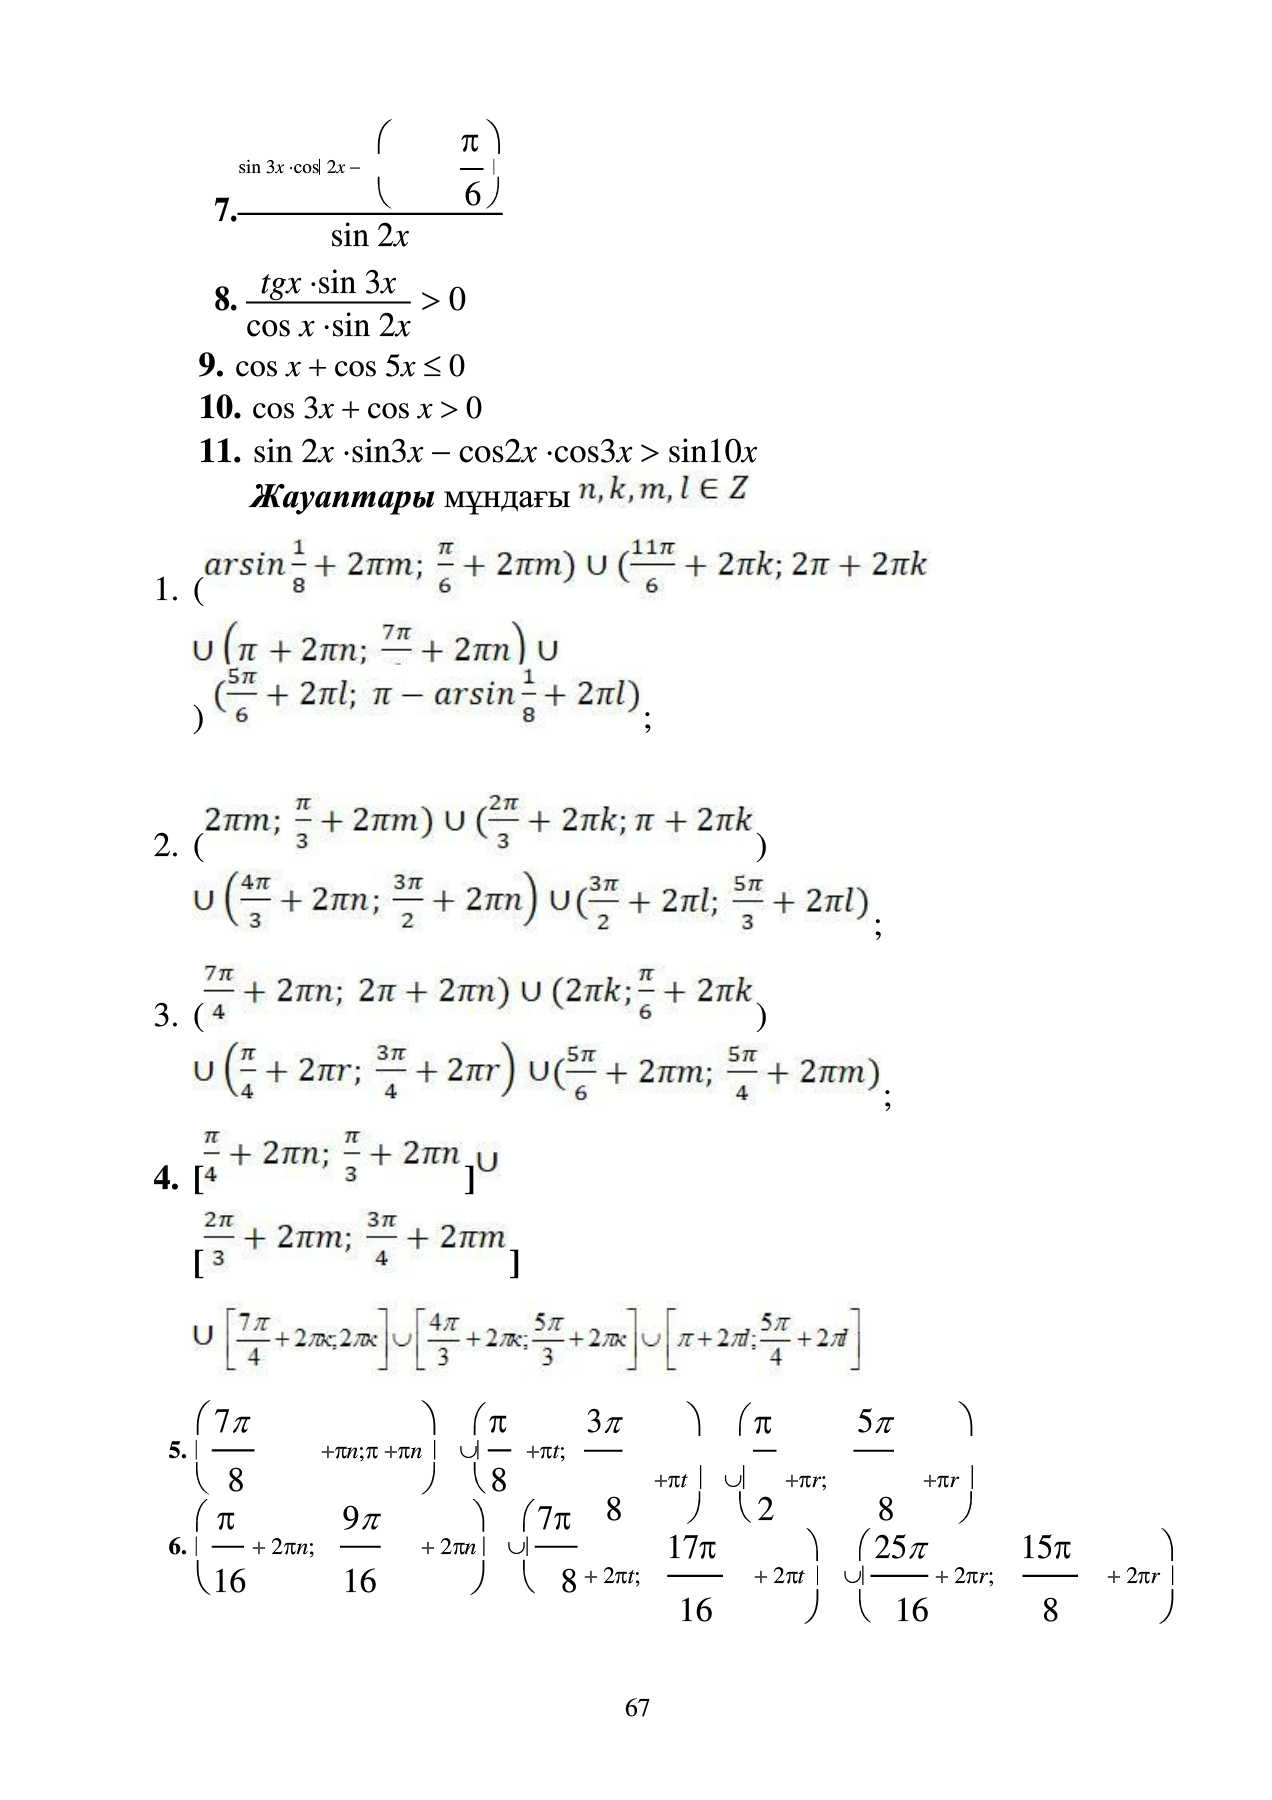 7. sin 3x ·cos( 2x – π/6 ) / sin 2x
8. tgx ·sin 3x / cos x ·sin 2x > 0
9. cos x + cos 5x ≤ 0
10. cos 3x + cos x > 0
11. sin 2x ·sin3x − cos2x ·cos3x > sin10x
Жауаптары мұндағы n, k, m, l ∈ Z
1. ( arsin 1/8 + 2πm; π/6 + 2πm) ∪ (11π/6 + 2πk; 2π + 2πk
∪ (π + 2πn; 7π/ + 2πn) ∪
) (5π/6 + 2πl; π − arsin 1/8 + 2πl) ;
2. ( 2πm; π/3 + 2πm) ∪ (2π/3 + 2πk; π + 2πk )
∪ (4π/3 + 2πn; 3π/2 + 2πn) ∪ (3π/2 + 2πl; 5π/3 + 2πl) ;
3. ( 7π/4 + 2πn; 2π + 2πn) ∪ (2πk; π/6 + 2πk )
∪ (π/4 + 2πr; 3π/4 + 2πr) ∪ (5π/6 + 2πm; 5π/4 + 2πm) ;
4. [ π/4 + 2πn; π/3 + 2πn ] ∪
[ 2π/3 + 2πm; 3π/4 + 2πm ]
∪ [7π/4 + 2πκ; 2πκ] ∪ [4π/3 + 2πκ; 5π/3 + 2πκ] ∪ [π + 2πl; 5π/4 + 2πl]
5. (7π/8 +πn;π +πn) ∪ (π/8 +πt; 3π/8 +πt) ∪ (π/2 +πr; 5π/8 +πr)
6. (π/16 + 2πn; 9π/16 + 2πn) ∪ (7π/8 + 2πt; 17π/16 + 2πt) ∪ (25π/16 + 2πr; 15π/8 + 2πr)
67